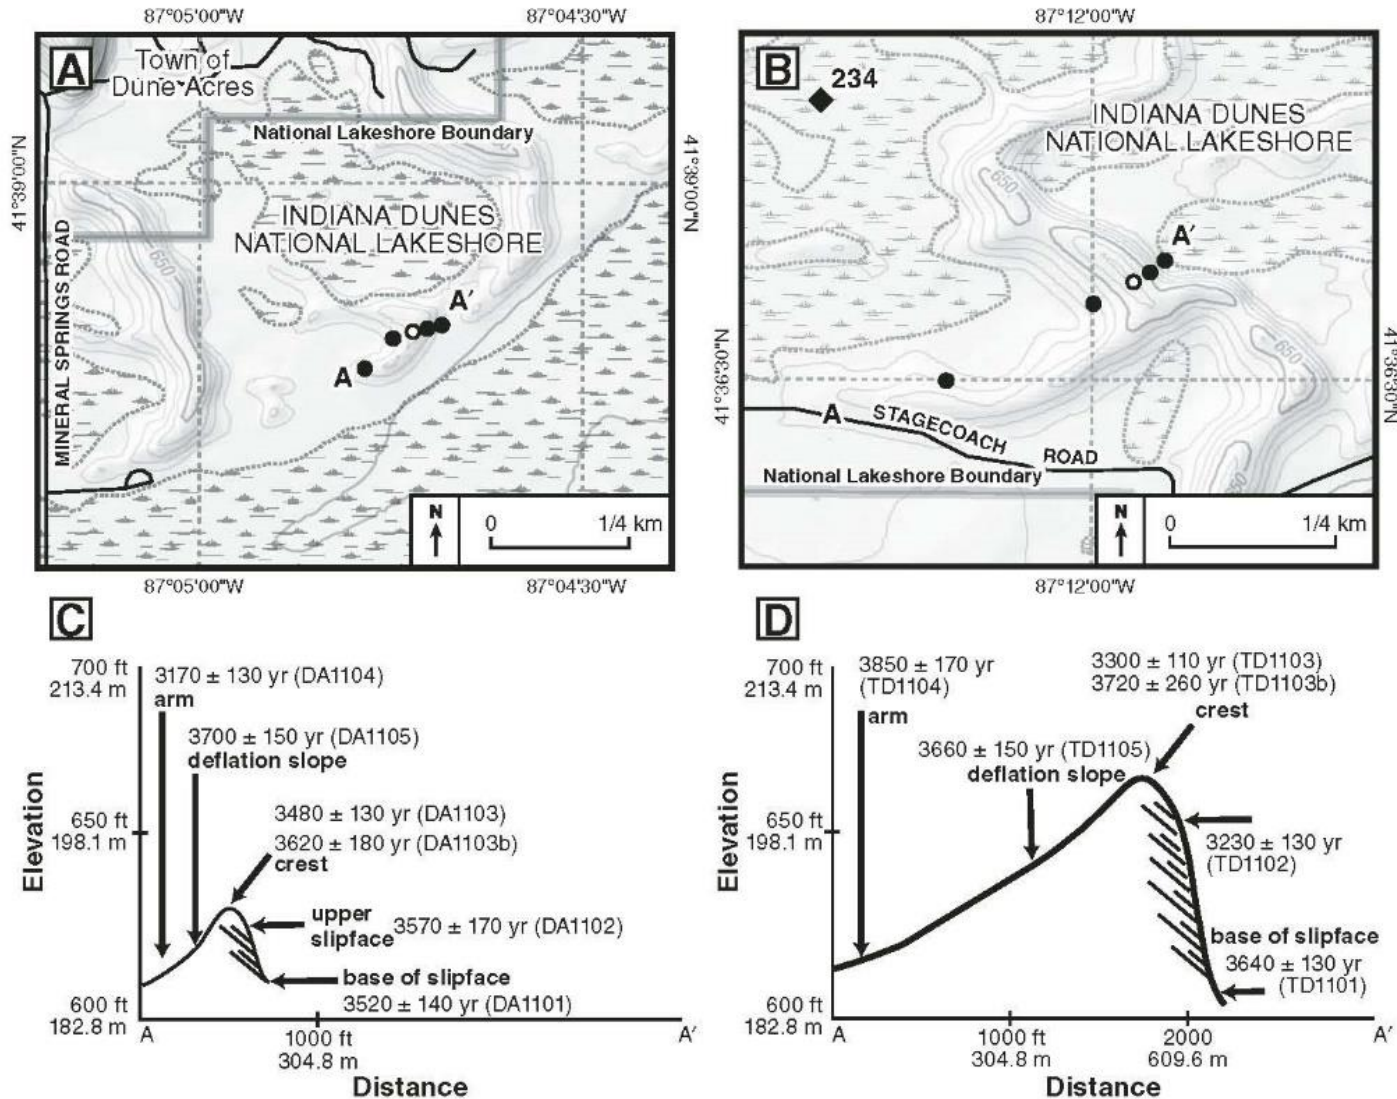 87°05'00"W
87°04'30"W
87°12'00"W
A
Town of
Dune Acres
National Lakeshore Boundary
41°39'00"N
41°39'00"N
INDIANA DUNES
NATIONAL LAKESHORE
MINERAL SPRINGS ROAD
650
A
A′
N
0
1/4 km
87°05'00"W
87°04'30"W
B
234
INDIANA DUNES
NATIONAL LAKESHORE
650
A′
41°36'30"N
41°36'30"N
650
A
STAGECOACH
ROAD
National Lakeshore Boundary
650
N
0
1/4 km
87°12'00"W
C
700 ft
213.4 m
3170 ± 130 yr (DA1104)
arm
3700 ± 150 yr (DA1105)
deflation slope
3480 ± 130 yr (DA1103)
3620 ± 180 yr (DA1103b)
crest
650 ft
198.1 m
Elevation
upper
slipface
3570 ± 170 yr (DA1102)
base of slipface
3520 ± 140 yr (DA1101)
600 ft
182.8 m
A
1000 ft
304.8 m
A′
Distance
D
700 ft
213.4 m
3850 ± 170 yr
(TD1104)
arm
3300 ± 110 yr (TD1103)
3720 ± 260 yr (TD1103b)
crest
3660 ± 150 yr (TD1105)
deflation slope
650 ft
198.1 m
Elevation
3230 ± 130 yr
(TD1102)
base of slipface
3640 ± 130 yr
(TD1101)
600 ft
182.8 m
A
1000 ft
304.8 m
2000
609.6 m
A′
Distance